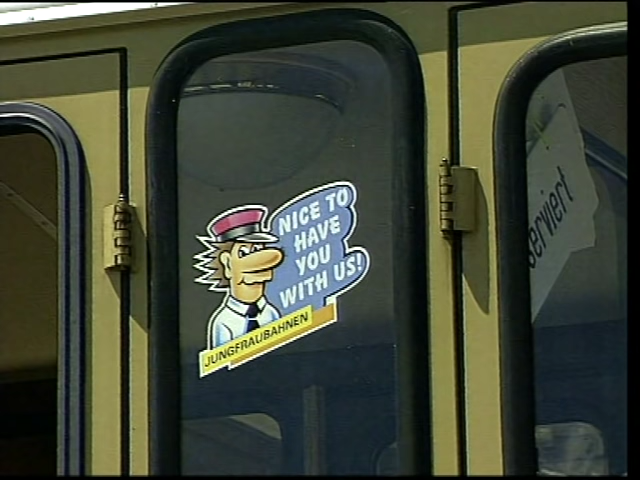 NICE TO
HAVE
YOU
WITH US!
JUNGFRAUBAHNEN
serviert